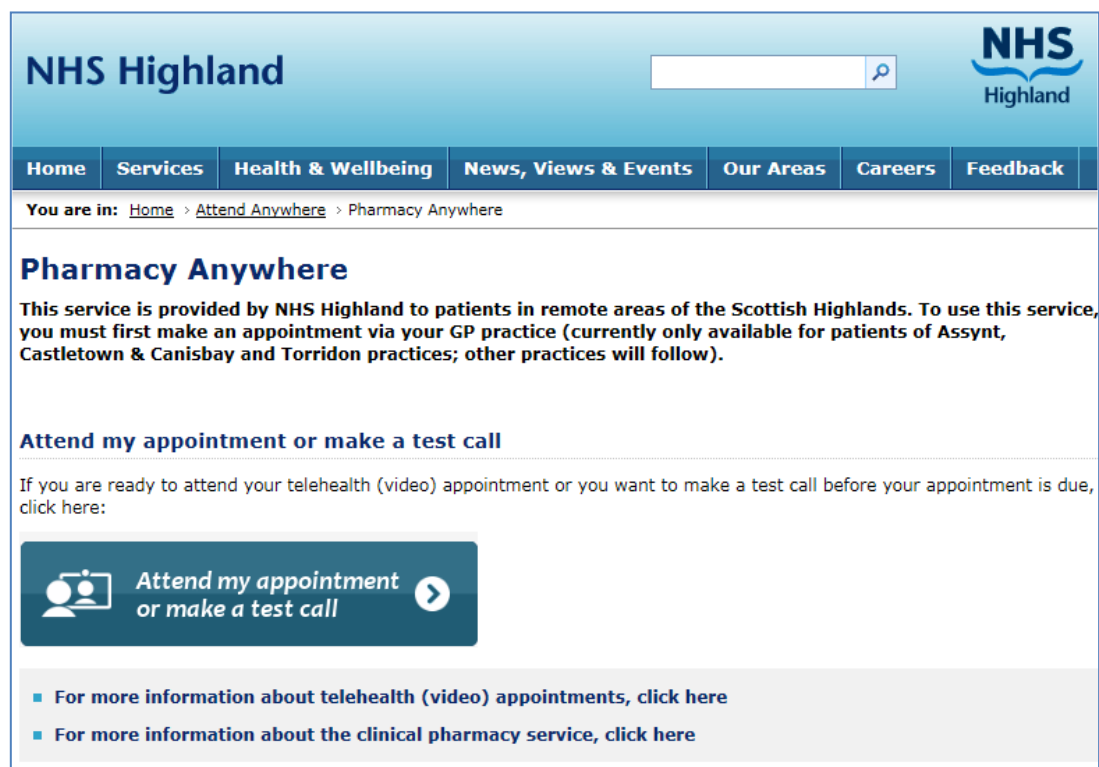 NHS Highland
NHS
Highland
Home Services Health & Wellbeing News, Views & Events Our Areas Careers Feedback
You are in: Home › Attend Anywhere › Pharmacy Anywhere
Pharmacy Anywhere
This service is provided by NHS Highland to patients in remote areas of the Scottish Highlands. To use this service,
you must first make an appointment via your GP practice (currently only available for patients of Assynt,
Castletown & Canisbay and Torridon practices; other practices will follow).
Attend my appointment or make a test call
If you are ready to attend your telehealth (video) appointment or you want to make a test call before your appointment is due,
click here:
Attend my appointment
or make a test call
For more information about telehealth (video) appointments, click here
For more information about the clinical pharmacy service, click here